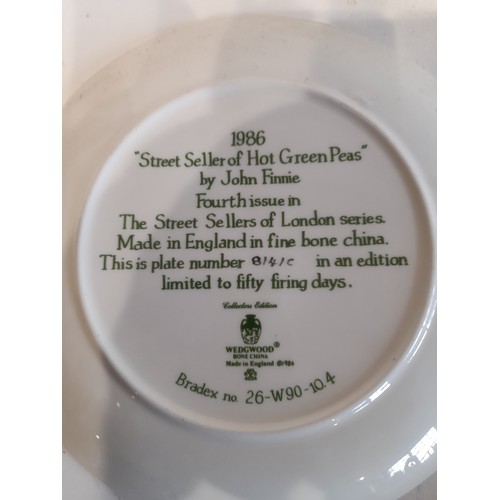 1986
"Street Seller of Hot Green Peas"
by John Finnie
Fourth issue in
The Street Sellers of London series.
Made in England in fine bone china.
This is plate number 8141C in an edition
limited to fifty firing days.
Collectors Edition
WEDGWOOD®
BONE CHINA
Made in England ©1986
Bradex no. 26-W90-10.4